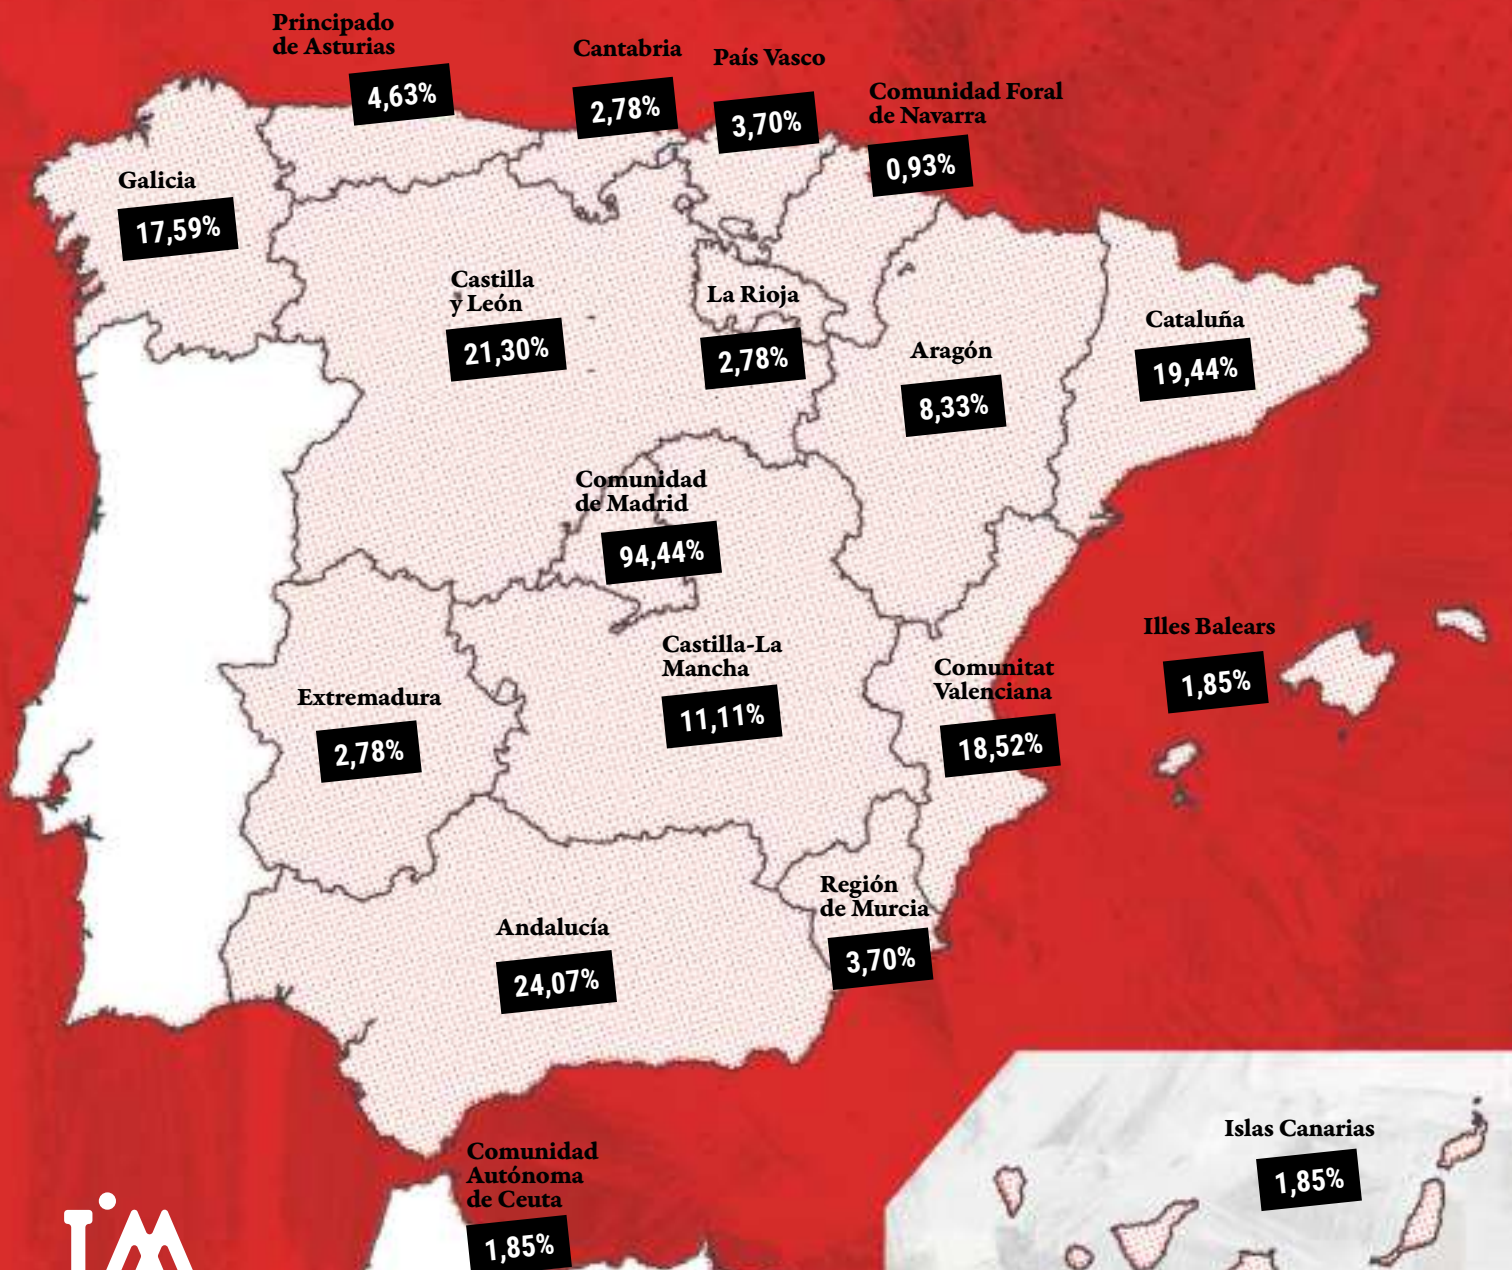 Principado
de Asturias
4,63%
Cantabria
2,78%
País Vasco
3,70%
Comunidad Foral
de Navarra
0,93%
Galicia
17,59%
Castilla
y León
21,30%
La Rioja
2,78%
Aragón
8,33%
Cataluña
19,44%
Comunidad
de Madrid
94,44%
Castilla-La
Mancha
11,11%
Comunitat
Valenciana
18,52%
Illes Balears
1,85%
Extremadura
2,78%
Región
de Murcia
3,70%
Andalucía
24,07%
Comunidad
Autónoma
de Ceuta
1,85%
Islas Canarias
1,85%